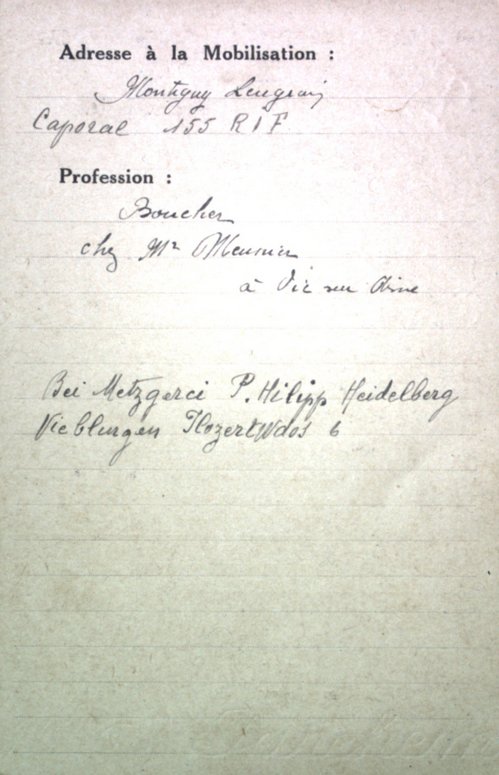 Adresse à la Mobilisation :
Montigny Lengrain
Caporal 155 RIF
Profession :
Boucher
chez Mr Meunier
à Vic sur Aisne
Bei Metzgerei P. Hilipp Heidelberg
6